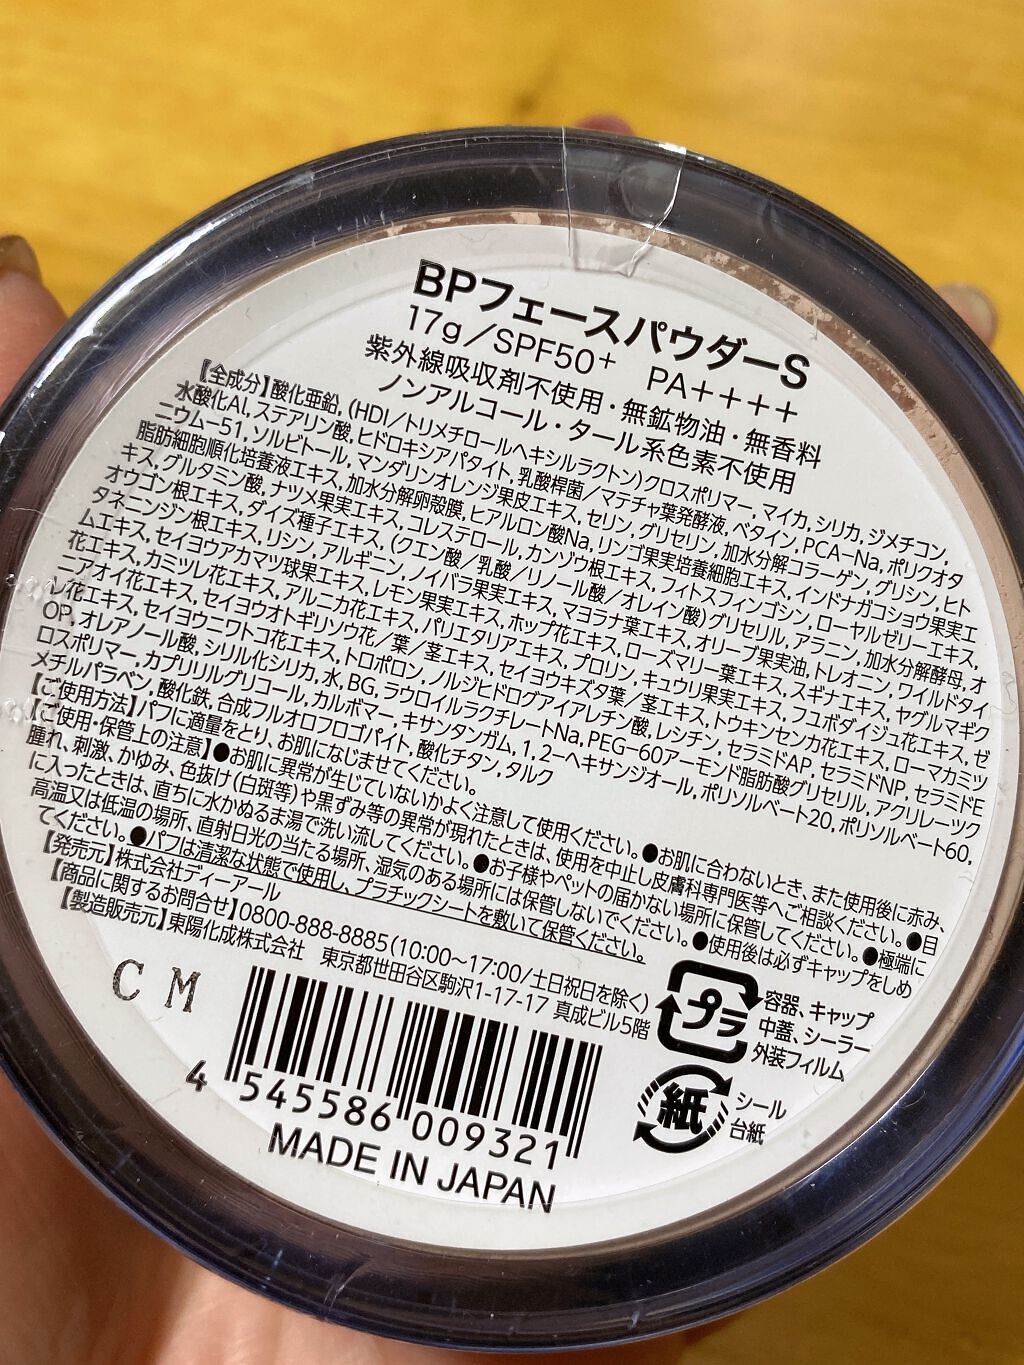 BPフェースパウダーS
17g/SPF50+ PA++++
紫外線吸収剤不使用・無鉱物油・無香料
ノンアルコール・タール系色素不使用
【全成分】酸化亜鉛, (HDI/トリメチロールヘキシルラクトン)クロスポリマー, マイカ, シリカ, ジメチコン,
水酸化Al, ステアリン酸, ヒドロキシアパタイト, 乳酸桿菌/マテチャ葉発酵液, ベタイン, PCA-Na, ポリクオタ
ニウム-51, ソルビトール, マンダリンオレンジ果皮エキス, セリン, グリセリン, 加水分解コラーゲン, グリシン, ヒト
脂肪細胞順化培養液エキス, 加水分解卵殻膜, ヒアルロン酸Na, リンゴ果実培養細胞エキス, インドナガコショウ果実エ
キス, グルタミン酸, ナツメ果実エキス, コレステロール, カンゾウ根エキス, フィトスフィンゴシン, ローヤルゼリーエキス,
オウゴン根エキス, ダイズ種子エキス, (クエン酸/乳酸/リノール酸/オレイン酸)グリセリル, アラニン, 加水分解酵母, オ
タネニンジン根エキス, リシン, アルギニン, ノイバラ果実エキス, マヨラナ葉エキス, オリーブ果実油, トレオニン, ワイルドタイ
ムエキス, セイヨウアカマツ球果エキス, レモン果実エキス, ホップ花エキス, ローズマリー葉エキス, スギナエキス, ヤグルマギク
花エキス, カミツレ花エキス, アルニカ花エキス, パリエタリアエキス, プロリン, キュウリ果実エキス, フユボダイジュ花エキス, ゼ
ニアオイ花エキス, セイヨウオトギリソウ花/葉/茎エキス, セイヨウキズタ葉/茎エキス, トウキンセンカ花エキス, ローマカミツ
レ花エキス, セイヨウニワトコ花エキス, トロポロン, ノルジヒドログアイアレチン酸, レシチン, セラミドAP, セラミドNP, セラミドE
OP, オレアノール酸, シリル化シリカ, 水, BG, ラウロイルラクチレートNa, PEG-60アーモンド脂肪酸グリセリル, アクリレーツク
ロスポリマー, カプリリルグリコール, カルボマー, キサンタンガム, 1,2-ヘキサンジオール, ポリソルベート20, ポリソルベート60,
メチルパラベン, 酸化鉄, 合成フルオロフロゴパイト, 酸化チタン, タルク
【ご使用方法】パフに適量をとり、お肌になじませてください。
【ご使用・保管上の注意】●お肌に異常が生じていないかよく注意して使用ください。●お肌に合わないとき、また使用後に赤み、
腫れ、刺激、かゆみ、色抜け(白斑等)や黒ずみ等の異常が現れたときは、使用を中止し皮膚科専門医等へご相談ください。●目
に入ったときは、直ちに水かぬるま湯で洗い流してください。●お子様やペットの届かない場所に保管してください。●極端に
高温又は低温の場所、直射日光の当たる場所、湿気のある場所には保管しないでください。●使用後は必ずキャップをしめ
てください。●パフは清潔な状態で使用し、プラスチックシートを敷いて保管ください。
【発売元】株式会社ディーアール
【商品に関するお問合せ】0800-888-8885(10:00〜17:00/土日祝日を除く)
【製造販売元】東陽化成株式会社 東京都世田谷区駒沢1-17-17 真成ビル5階
C M
プラ
容器、キャップ
中蓋、シーラー
外装フィルム
紙
シール
台紙
4 545586 009321
MADE IN JAPAN